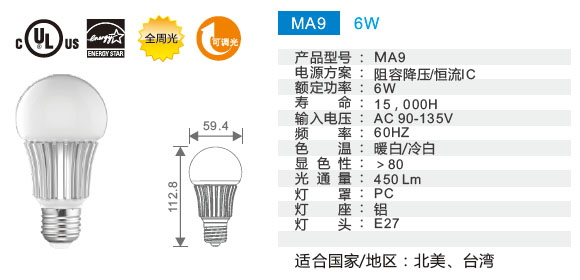 c UL US
ENERGY STAR
全周光
可调光
MA9 6W
产品型号： MA9
电源方案： 阻容降压/恒流IC
额定功率： 6W
寿 命： 15，000H
输入电压： AC 90-135V
频 率： 60HZ
色 温： 暖白/冷白
显 色 性： ＞80
光 通 量： 450 Lm
灯 罩： PC
灯 座： 铝
灯 头： E27
适合国家/地区：北美、台湾
59.4
112.8